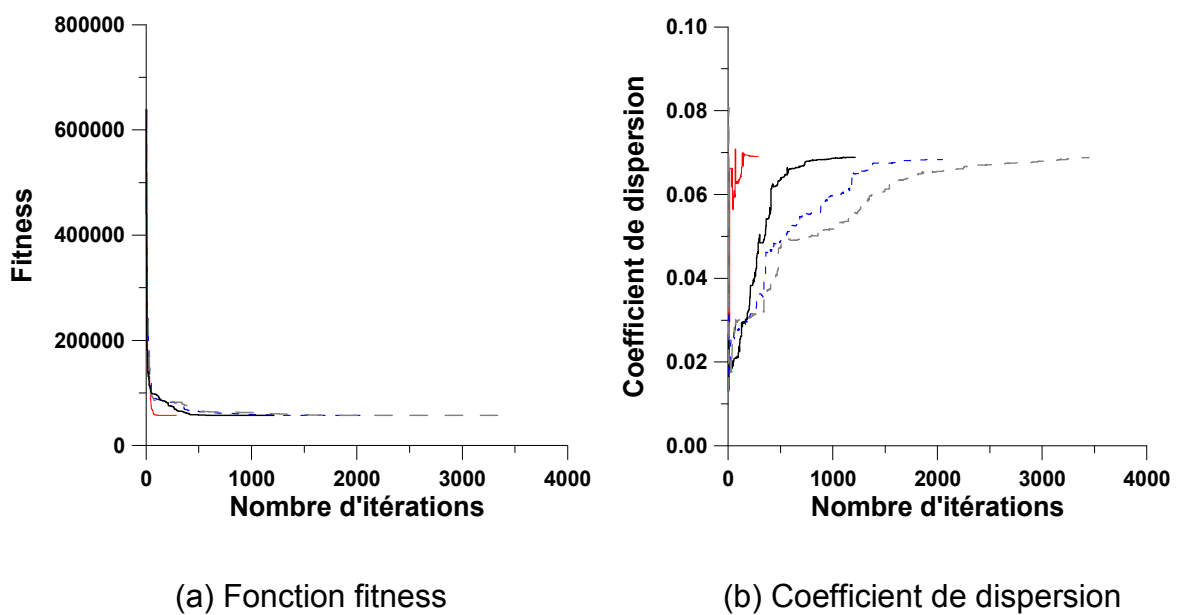 800000
600000
400000
200000
0
Fitness
0 1000 2000 3000 4000
Nombre d'itérations
(a) Fonction fitness
0.10
0.08
0.06
0.04
0.02
0.00
Coefficient de dispersion
0 1000 2000 3000 4000
Nombre d'itérations
(b) Coefficient de dispersion